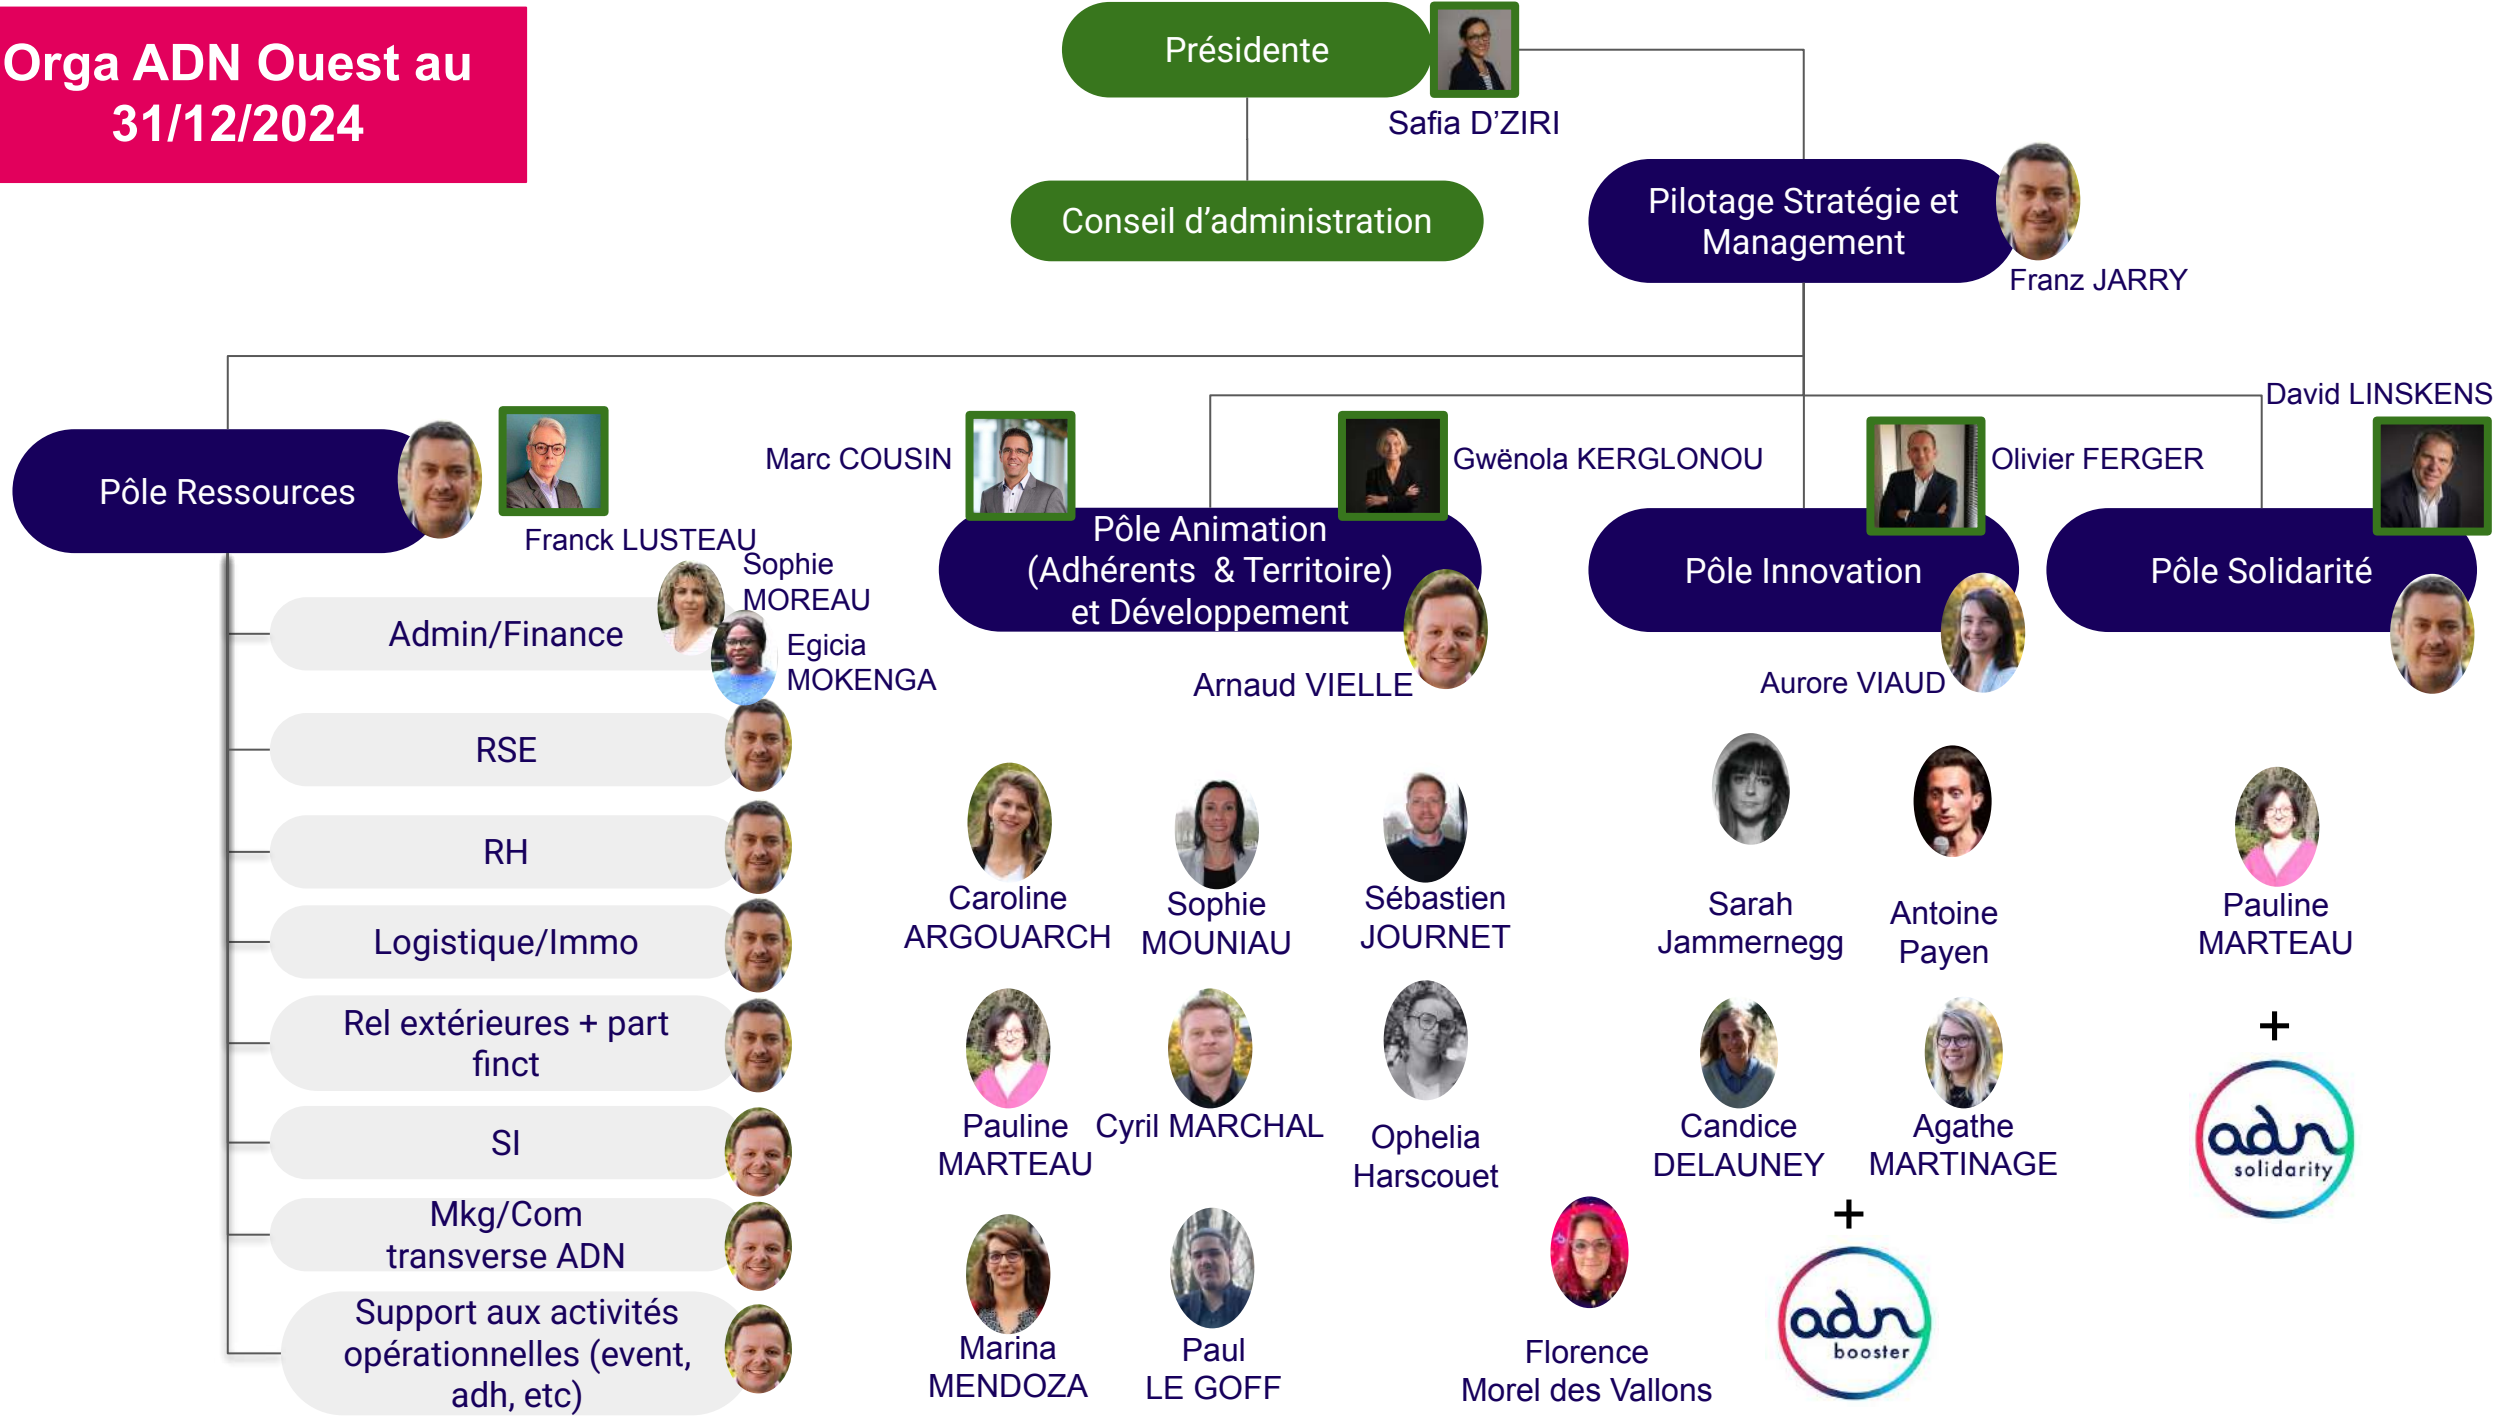 Orga ADN Ouest au
31/12/2024
Présidente
Safia D’ZIRI
Conseil d’administration
Pilotage Stratégie et
Management
Franz JARRY
Pôle Ressources
Franck LUSTEAU
Sophie
MOREAU
Egicia
MOKENGA
Admin/Finance
RSE
RH
Logistique/Immo
Rel extérieures + part
finct
SI
Mkg/Com
transverse ADN
Support aux activités
opérationnelles (event,
adh, etc)
Marc COUSIN
Gwënola KERGLONOU
Pôle Animation
(Adhérents & Territoire)
et Développement
Arnaud VIELLE
Caroline
ARGOUARCH
Sophie
MOUNIAU
Sébastien
JOURNET
Pauline
MARTEAU
Cyril MARCHAL
Ophelia
Harscouet
Marina
MENDOZA
Paul
LE GOFF
Olivier FERGER
Pôle Innovation
Aurore VIAUD
Sarah
Jammernegg
Antoine
Payen
Candice
DELAUNEY
Agathe
MARTINAGE
Florence
Morel des Vallons
+
adn
booster
David LINSKENS
Pôle Solidarité
Pauline
MARTEAU
+
adn
solidarity